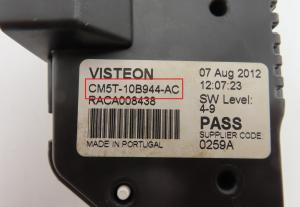 VISTEON
CM5T-10B944-AC
RACA008438
MADE IN PORTUGAL
07 Aug 2012
12:07:23
SW Level:
4-9
PASS
SUPPLIER CODE:
0259A